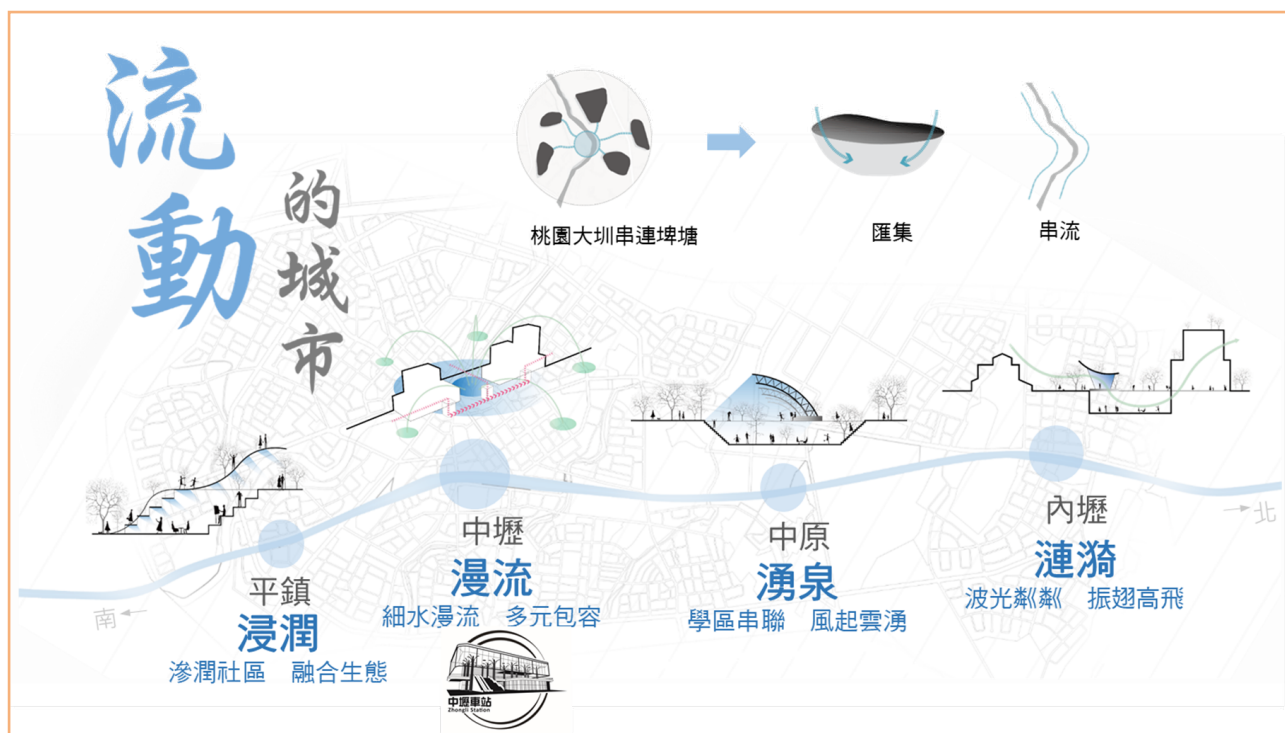 流動
的城市
桃園大圳串連埤塘
匯集
串流
南
平鎮
浸潤
滲潤社區 融合生態
中壢
漫流
細水漫流 多元包容
中壢車站
Zhongli Station
中原
湧泉
學區串聯 風起雲湧
內壢
漣漪
波光粼粼 振翅高飛
北